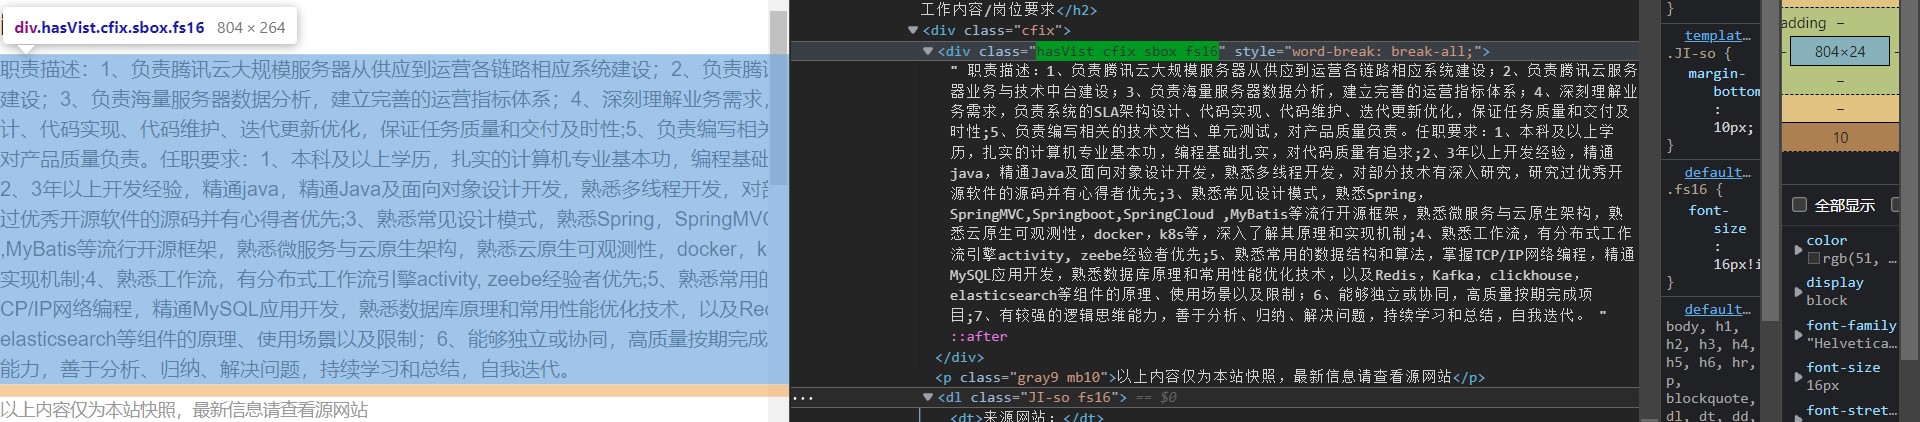 div.hasVist.cfix.sbox.fs16 804 × 264
职责描述：1、负责腾讯云大规模服务器从供应到运营各链路相应系统建设；2、负责腾讯
建设；3、负责海量服务器数据分析，建立完善的运营指标体系；4、深刻理解业务需求，
计、代码实现、代码维护、迭代更新优化，保证任务质量和交付及时性;5、负责编写相关
对产品质量负责。任职要求：1、本科及以上学历，扎实的计算机专业基本功，编程基础
2、3年以上开发经验，精通java，精通Java及面向对象设计开发，熟悉多线程开发，对部
过优秀开源软件的源码并有心得者优先;3、熟悉常见设计模式，熟悉Spring，SpringMVC
,MyBatis等流行开源框架，熟悉微服务与云原生架构，熟悉云原生可观测性，docker，k
实现机制;4、熟悉工作流，有分布式工作流引擎activity, zeebe经验者优先;5、熟悉常用的
CP/IP网络编程，精通MySQL应用开发，熟悉数据库原理和常用性能优化技术，以及Red
elasticsearch等组件的原理、使用场景以及限制；6、能够独立或协同，高质量按期完成
能力，善于分析、归纳、解决问题，持续学习和总结，自我迭代。
以上内容仅为本站快照，最新信息请查看源网站
工作内容/岗位要求</h2>
<div class="cfix">
<div class="hasVist cfix sbox fs16" style="word-break: break-all;">
" 职责描述：1、负责腾讯云大规模服务器从供应到运营各链路相应系统建设；2、负责腾讯云服务
器业务与技术中台建设；3、负责海量服务器数据分析，建立完善的运营指标体系；4、深刻理解业
务需求，负责系统的SLA架构设计、代码实现、代码维护、迭代更新优化，保证任务质量和交付及
时性;5、负责编写相关的技术文档、单元测试，对产品质量负责。任职要求：1、本科及以上学
历，扎实的计算机专业基本功，编程基础扎实，对代码质量有追求;2、3年以上开发经验，精通
java，精通Java及面向对象设计开发，熟悉多线程开发，对部分技术有深入研究，研究过优秀开
源软件的源码并有心得者优先;3、熟悉常见设计模式，熟悉Spring，
SpringMVC,Springboot,SpringCloud ,MyBatis等流行开源框架，熟悉微服务与云原生架构，熟
悉云原生可观测性，docker，k8s等，深入了解其原理和实现机制;4、熟悉工作流，有分布式工作
流引擎activity, zeebe经验者优先;5、熟悉常用的数据结构和算法，掌握TCP/IP网络编程，精通
MySQL应用开发，熟悉数据库原理和常用性能优化技术，以及Redis，Kafka，clickhouse，
elasticsearch等组件的原理、使用场景以及限制；6、能够独立或协同，高质量按期完成项
目;7、有较强的逻辑思维能力，善于分析、归纳、解决问题，持续学习和总结，自我迭代。 "
::after
</div>
<p class="gray9 mb10">以上内容仅为本站快照，最新信息请查看源网站</p>
<dl class="JI-so fs16"> == $0
<dt>来源网站：</dt>
}
templat…
.JI-so {
margin-
bottom
:
10px;
}
default…
.fs16 {
font-
size
:
16px!i
}
default…
body, h1,
h2, h3, h4,
h5, h6, hr,
p,
blockquote,
dl, dt, dd,
adding –
804×24
–
–
10
全部显示
color
rgb(51, …
display
block
font-family
"Helvetica…
font-size
16px
font-stret…